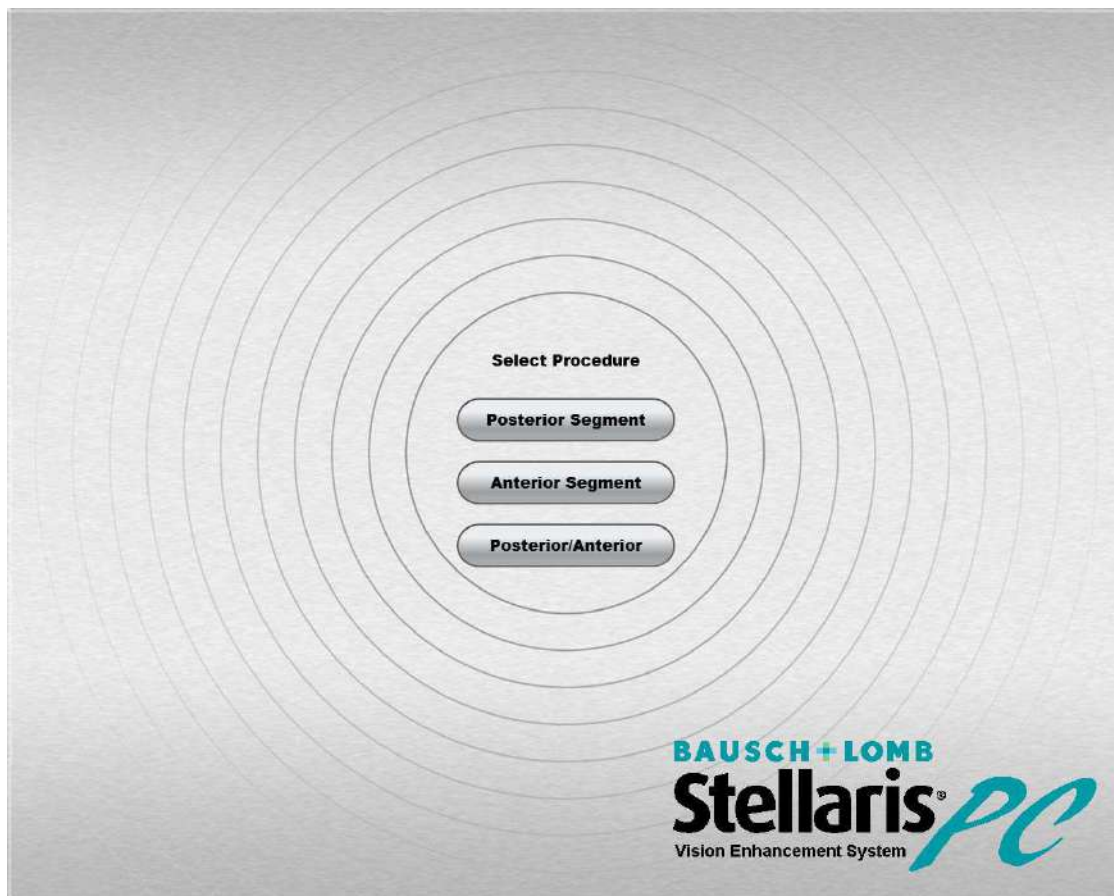 Select Procedure
Posterior Segment
Anterior Segment
Posterior/Anterior
BAUSCH+LOMB
Stellaris® PC
Vision Enhancement System